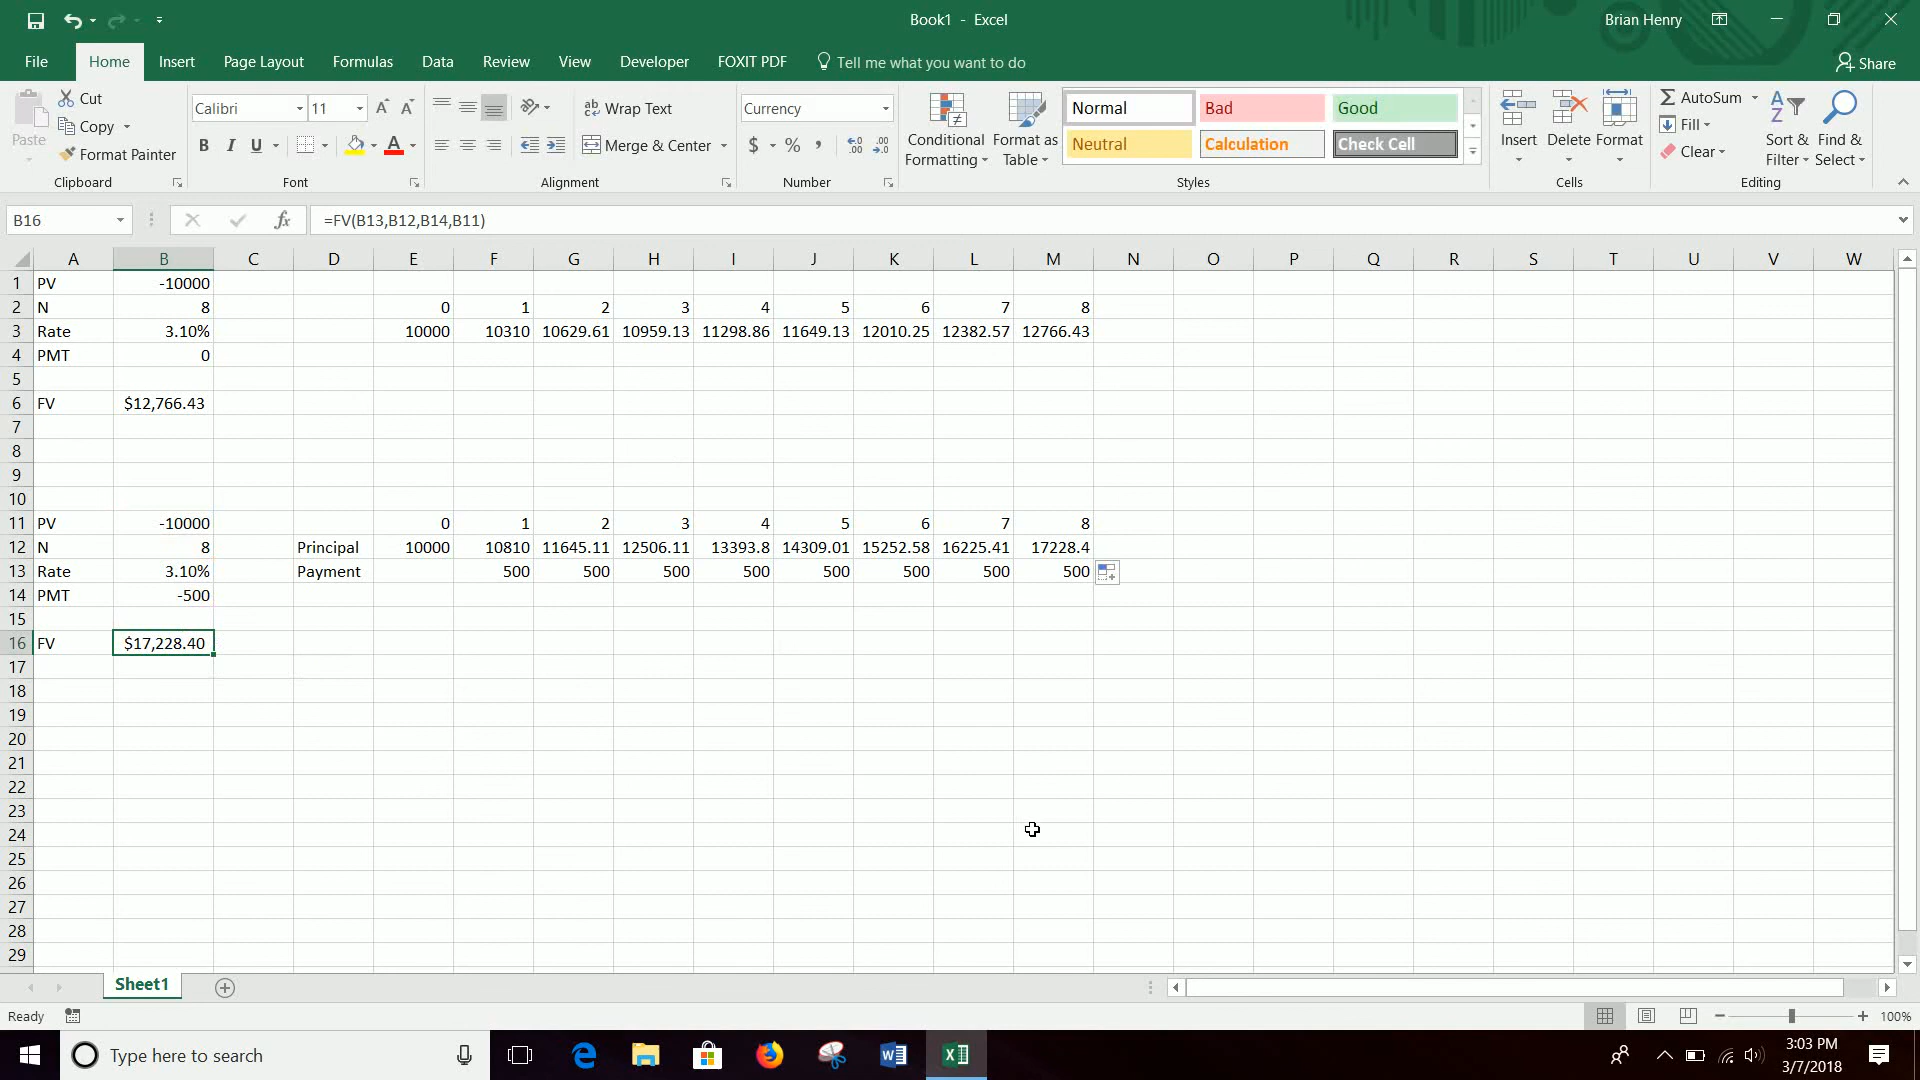 Book1 - Excel
Brian Henry
File Home Insert Page Layout Formulas Data Review View Developer FOXIT PDF Tell me what you want to do Share
Paste
Cut
Copy
Format Painter
Clipboard
Calibri 11
B I U
Font
Wrap Text
Merge & Center
Alignment
Currency
$ % ,
Number
Conditional Formatting
Format as Table
Normal Bad Good
Neutral Calculation Check Cell
Styles
Insert Delete Format
Cells
AutoSum
Fill
Clear
Sort & Filter
Find & Select
Editing
B16 fx =FV(B13,B12,B14,B11)
A B C D E F G H I J K L M N O P Q R S T U V W
1 PV -10000
2 N 8 0 1 2 3 4 5 6 7 8
3 Rate 3.10% 10000 10310 10629.61 10959.13 11298.86 11649.13 12010.25 12382.57 12766.43
4 PMT 0
5
6 FV $12,766.43
7
8
9
10
11 PV -10000 0 1 2 3 4 5 6 7 8
12 N 8 Principal 10000 10810 11645.11 12506.11 13393.8 14309.01 15252.58 16225.41 17228.4
13 Rate 3.10% Payment 500 500 500 500 500 500 500 500
14 PMT -500
15
16 FV $17,228.40
17
18
19
20
21
22
23
24
25
26
27
28
29
Sheet1
Ready 100%
Type here to search
3:03 PM
3/7/2018